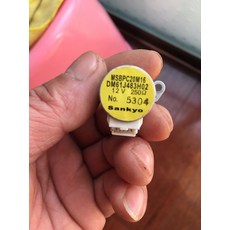 MSBPC20M16
DM61J483H02
12V 250Ω
No. 5304
Sankyo